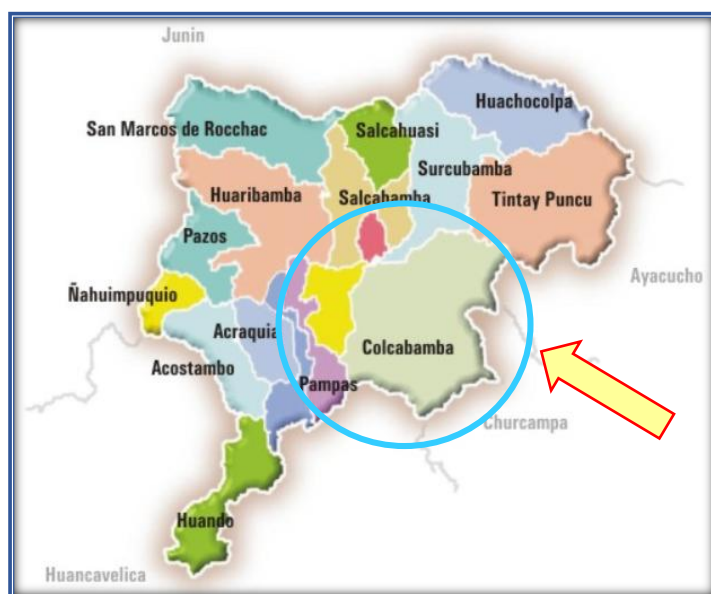 Junin
Huachocolpa
San Marcos de Rocchac
Salcahuasi
Surcubamba
Huaribamba
Salcabamba
Tintay Puncu
Pazos
Ñahuimpuquio
Ayacucho
Acraquia
Colcabamba
Acostambo
Pampas
Churcampa
Huando
Huancavelica